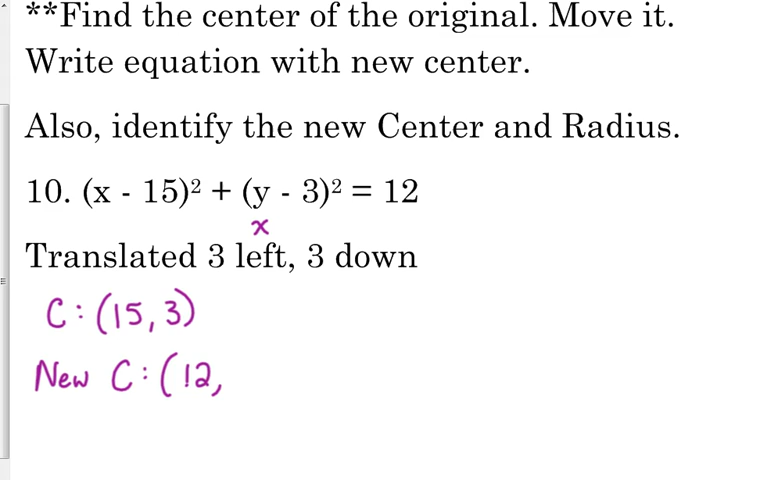 **Find the center of the original. Move it.
Write equation with new center.
Also, identify the new Center and Radius.
10. (x - 15)² + (y - 3)² = 12
x
Translated 3 left, 3 down
C : (15, 3)
New C : (12,